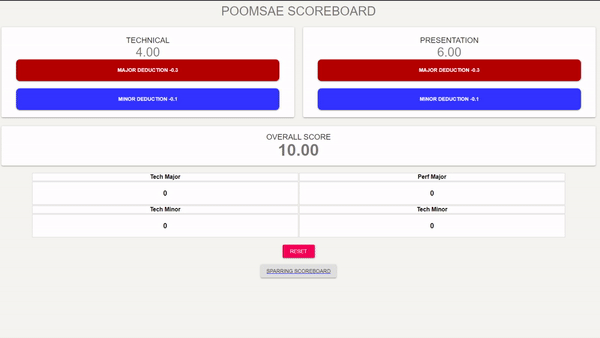 POOMSAE SCOREBOARD
TECHNICAL
4.00
MAJOR DEDUCTION -0.3
MINOR DEDUCTION -0.1
PRESENTATION
6.00
MAJOR DEDUCTION -0.3
MINOR DEDUCTION -0.1
OVERALL SCORE
10.00
Tech Major Perf Major
0 0
Tech Minor Tech Minor
0 0
RESET
SPARRING SCOREBOARD